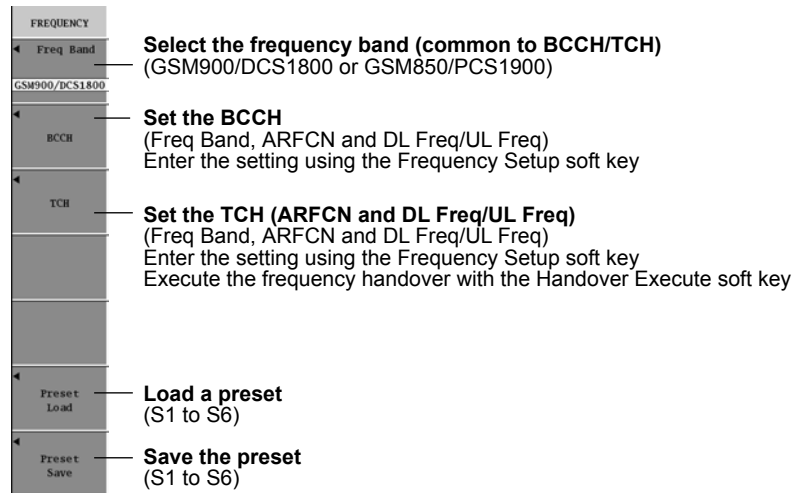 FREQUENCY
Freq Band
GSM900/DCS1800
Select the frequency band (common to BCCH/TCH)
(GSM900/DCS1800 or GSM850/PCS1900)
BCCH
Set the BCCH
(Freq Band, ARFCN and DL Freq/UL Freq)
Enter the setting using the Frequency Setup soft key
TCH
Set the TCH (ARFCN and DL Freq/UL Freq)
(Freq Band, ARFCN and DL Freq/UL Freq)
Enter the setting using the Frequency Setup soft key
Execute the frequency handover with the Handover Execute soft key
Preset
Load
Load a preset
(S1 to S6)
Preset
Save
Save the preset
(S1 to S6)